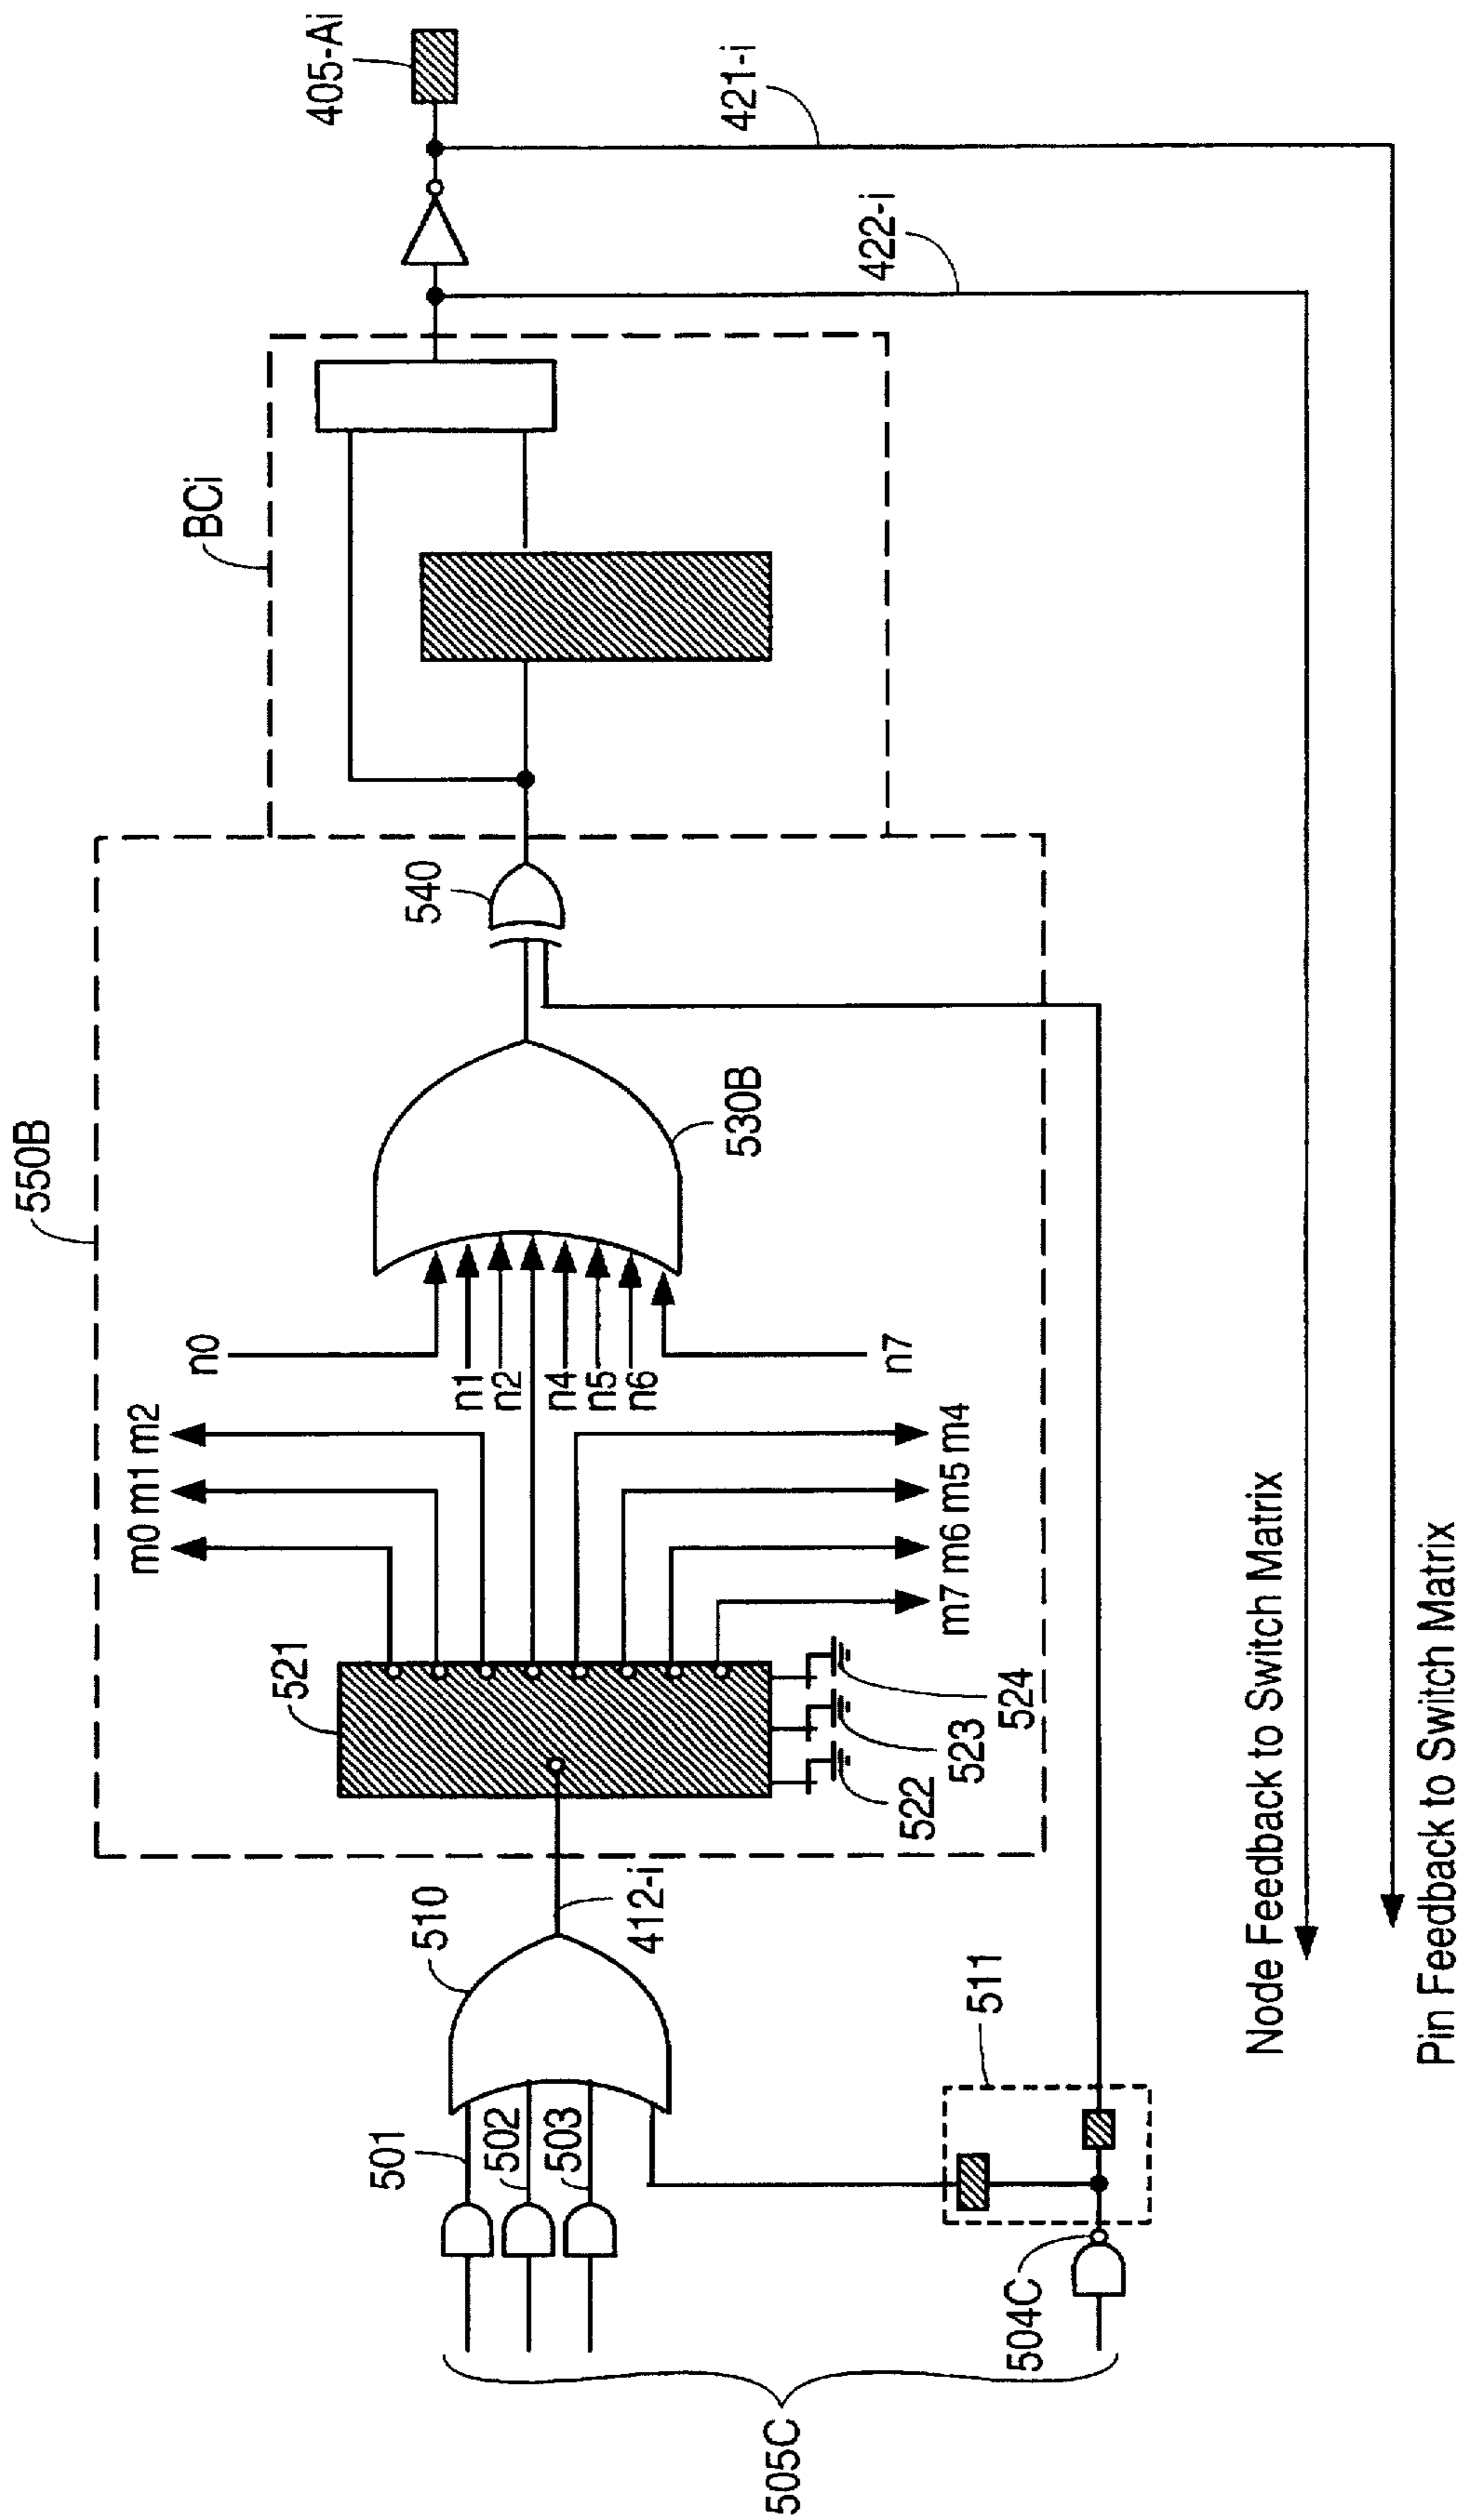 505C
501
502
503
504C
510
511
412-i
550B
521
522
523
524
m0 m1 m2
m7 m6 m5 m4
n0
n1
n2
n4
n5
n6
n7
530B
540
BCi
422-i
421-i
405-Ai
Node Feedback to Switch Matrix
Pin Feedback to Switch Matrix